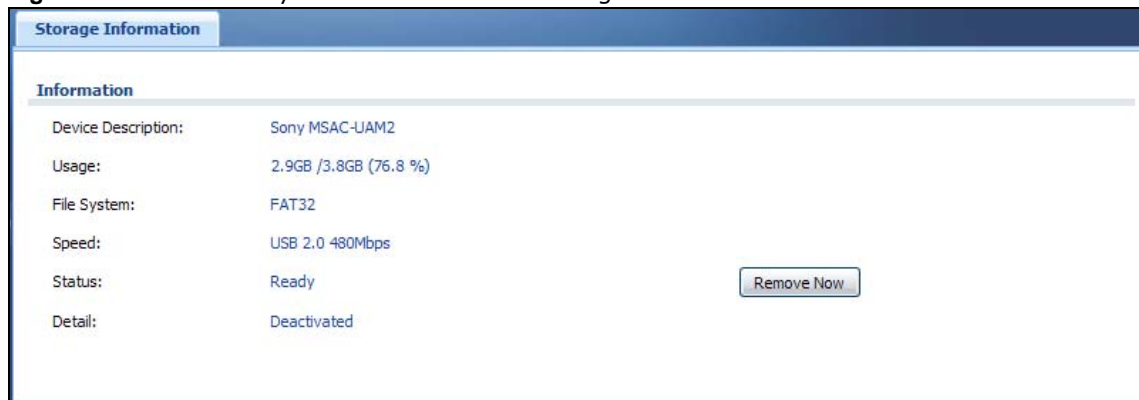 Storage Information
Information
Device Description: Sony MSAC-UAM2
Usage: 2.9GB /3.8GB (76.8 %)
File System: FAT32
Speed: USB 2.0 480Mbps
Status: Ready Remove Now
Detail: Deactivated